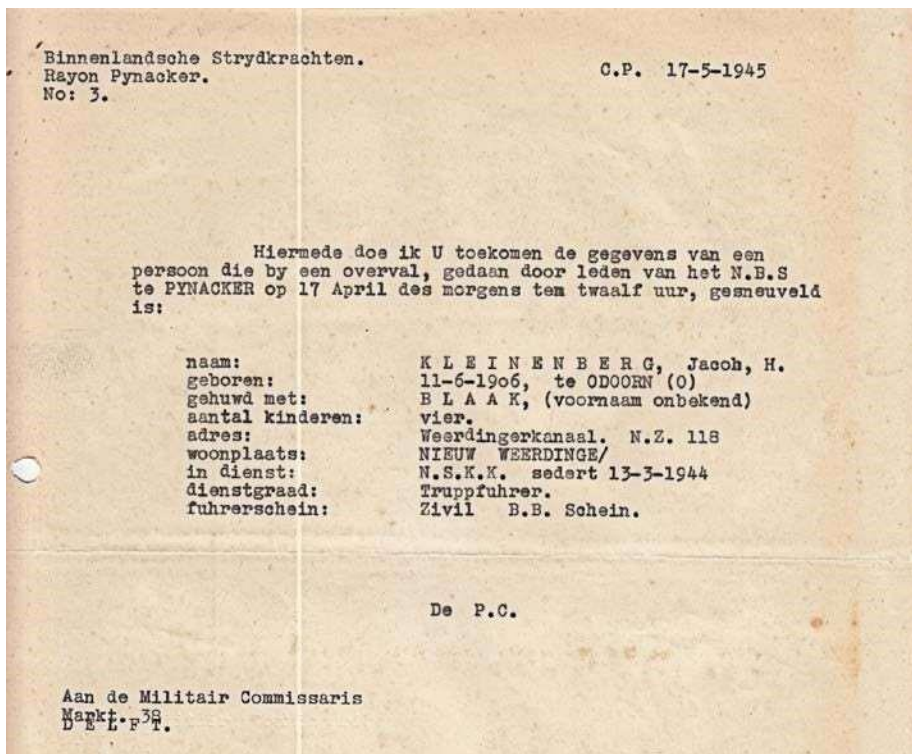 Binnenlandsche Strydkrachten.
Rayon Pynacker.
No: 3.
C.P. 17-5-1945
Hiermede doe ik U toekomen de gegevens van een
persoon die by een overval, gedaan door leden van het N.B.S
te PYNACKER op 17 April des morgens tem twaalf uur, gesneuveld
is:
naam: K L E I N E N B E R G, Jacob, H.
geboren: 11-6-19o6, te ODOORN (O)
gehuwd met: B L A A K, (voornaam onbekend)
aantal kinderen: vier.
adres: Weerdingerkanaal. N.Z. 118
woonplaats: NIEUW WEERDINGE/
in dienst: N.S.K.K. sedert 13-3-1944
dienstgraad: Truppfuhrer.
fuhrerschein: Zivil B.B. Schein.
De P.C.
Aan de Militair Commissaris
Markt. 38
D E L F T.